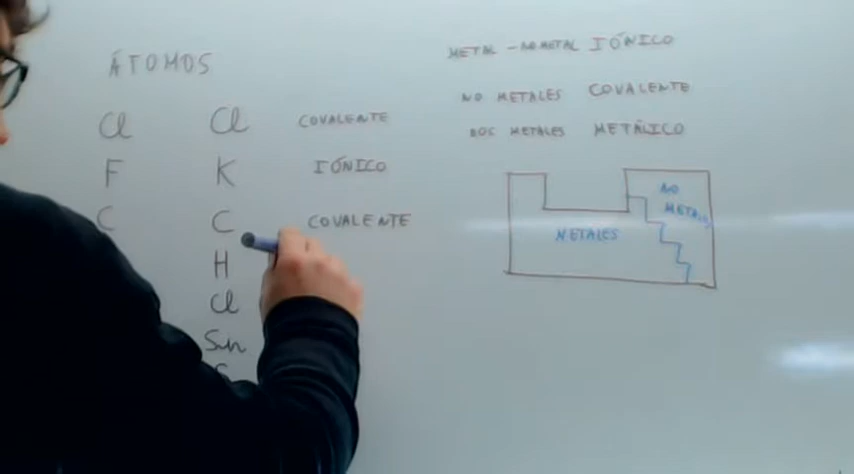 ÁTOMOS
Cl Cl COVALENTE
F K IÓNICO
C C COVALENTE
H
Cl
Sn
METAL - NO METAL IÓNICO
NO METALES COVALENTE
DOS METALES METÁLICO
NO
METALES
METALES